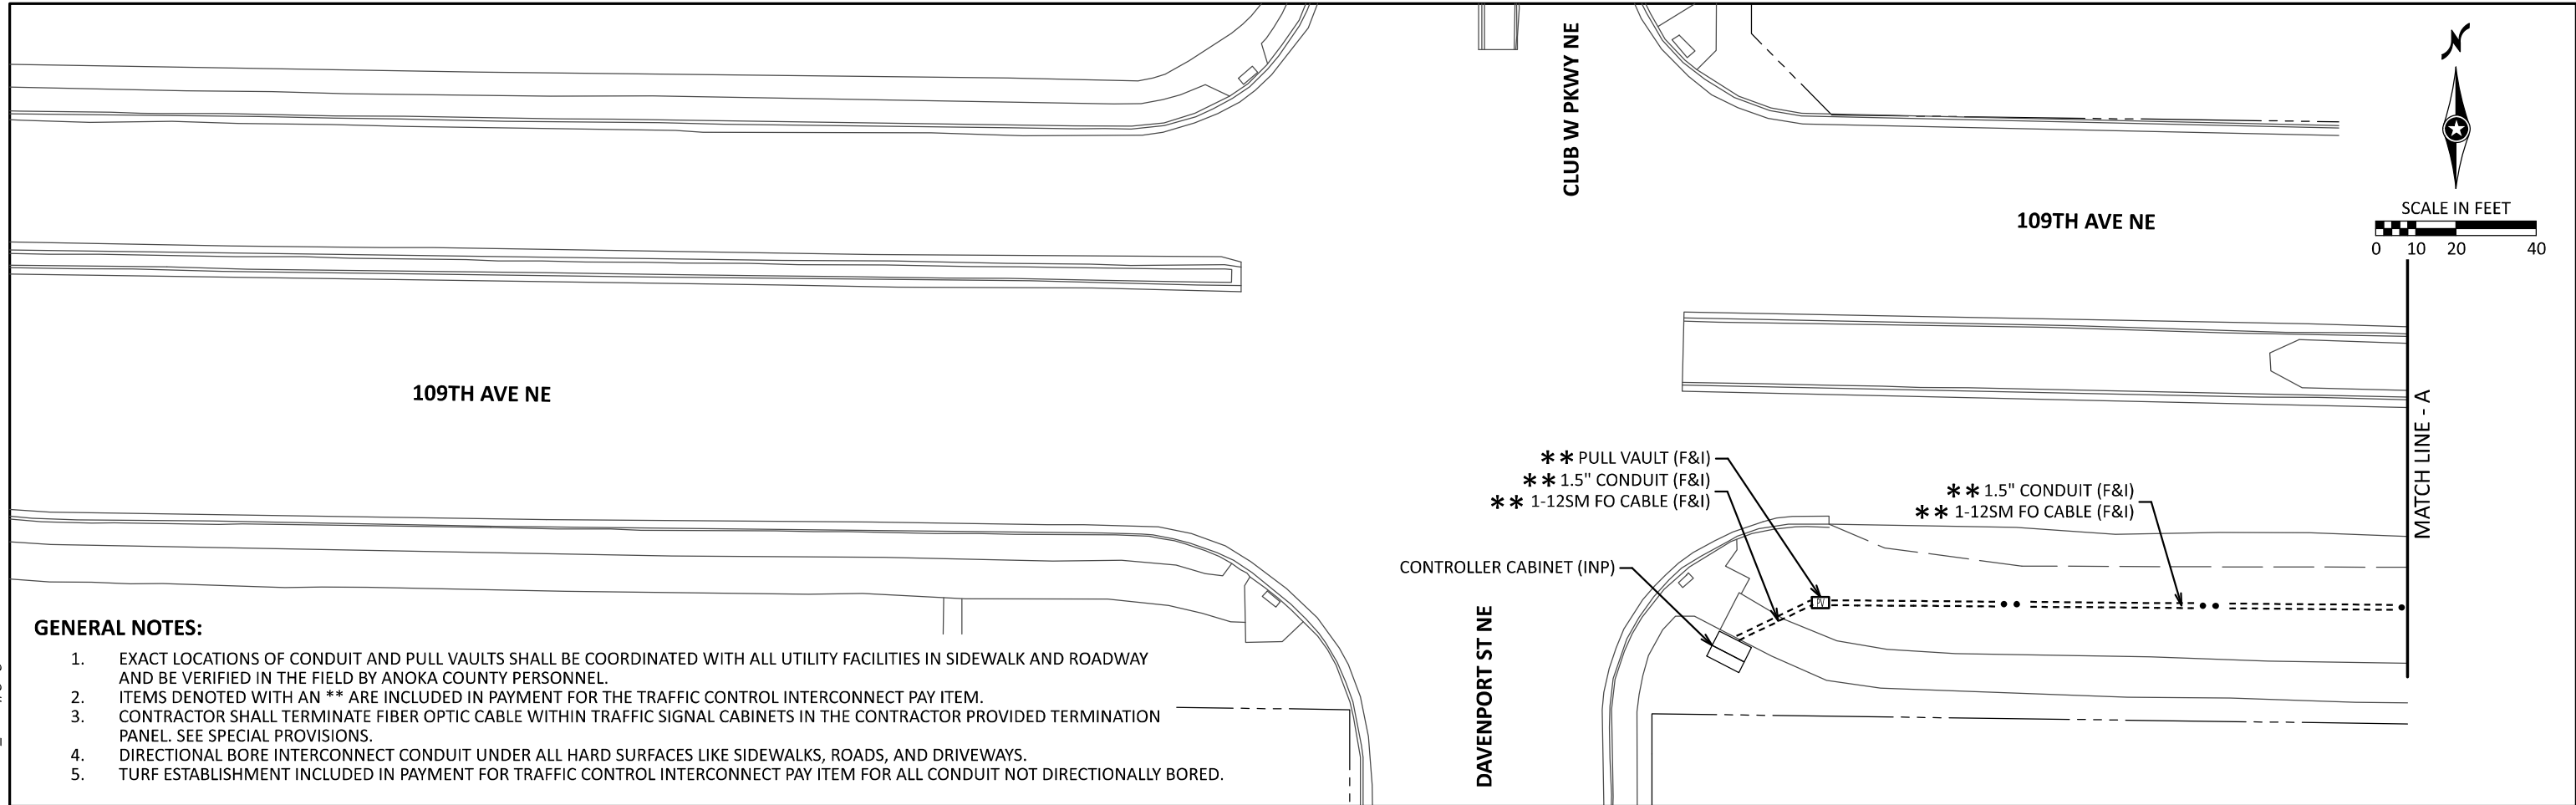 CLUB W PKWY NE
N
SCALE IN FEET
0 10 20 40
109TH AVE NE
109TH AVE NE
MATCH LINE - A
** PULL VAULT (F&I)
** 1.5" CONDUIT (F&I)
** 1-12SM FO CABLE (F&I)
** 1.5" CONDUIT (F&I)
** 1-12SM FO CABLE (F&I)
CONTROLLER CABINET (INP)
PV
DAVENPORT ST NE
GENERAL NOTES:
1. EXACT LOCATIONS OF CONDUIT AND PULL VAULTS SHALL BE COORDINATED WITH ALL UTILITY FACILITIES IN SIDEWALK AND ROADWAY
AND BE VERIFIED IN THE FIELD BY ANOKA COUNTY PERSONNEL.
2. ITEMS DENOTED WITH AN ** ARE INCLUDED IN PAYMENT FOR THE TRAFFIC CONTROL INTERCONNECT PAY ITEM.
3. CONTRACTOR SHALL TERMINATE FIBER OPTIC CABLE WITHIN TRAFFIC SIGNAL CABINETS IN THE CONTRACTOR PROVIDED TERMINATION
PANEL. SEE SPECIAL PROVISIONS.
4. DIRECTIONAL BORE INTERCONNECT CONDUIT UNDER ALL HARD SURFACES LIKE SIDEWALKS, ROADS, AND DRIVEWAYS.
5. TURF ESTABLISHMENT INCLUDED IN PAYMENT FOR TRAFFIC CONTROL INTERCONNECT PAY ITEM FOR ALL CONDUIT NOT DIRECTIONALLY BORED.